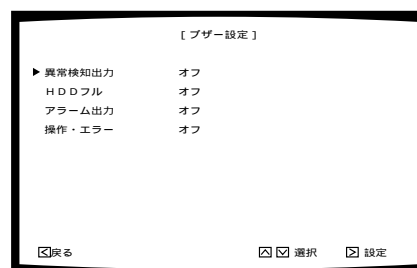 [ブザー設定]
▶ 異常検知出力 オフ
HDDフル オフ
アラーム出力 オフ
操作・エラー オフ
<戻る ∧ ∨ 選択 > 設定